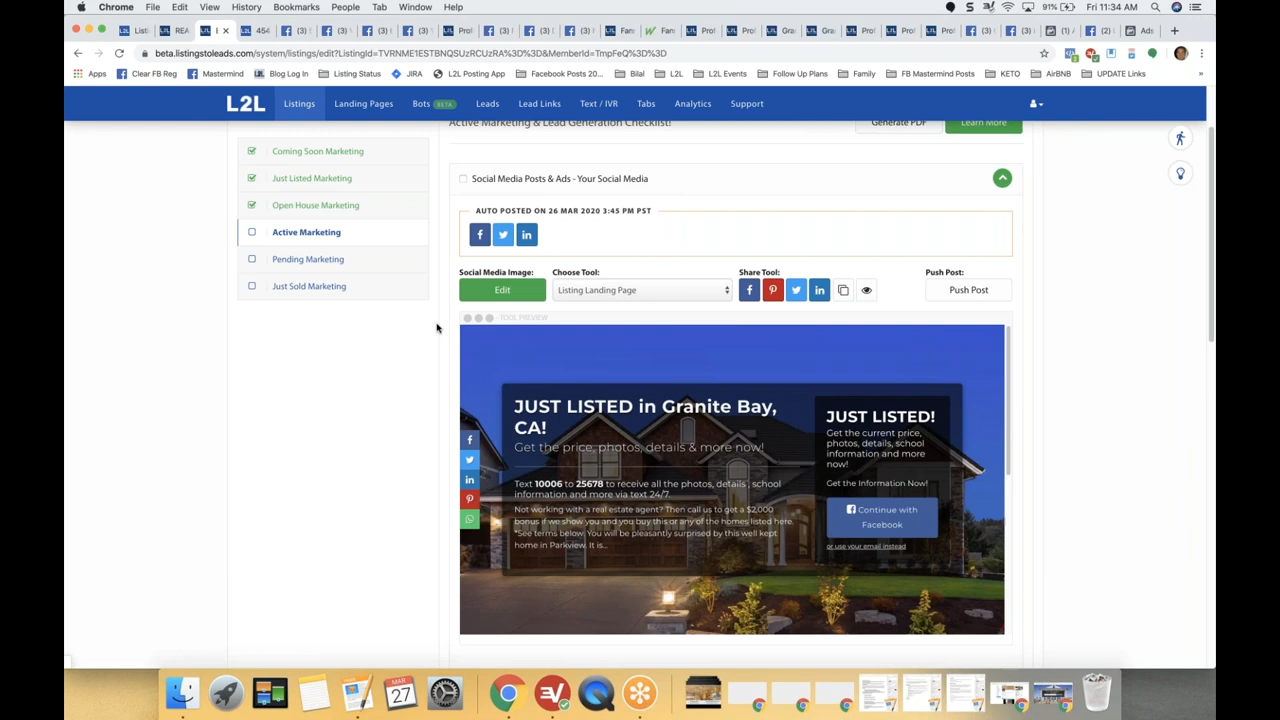 Chrome File Edit View History Bookmarks People Tab Window Help
91% Fri 11:34 AM
beta.listingstoleads.com/system/listings/edit?ListingId=TVRNME1ESTBNQSUzRCUzRA%3D%3D&MemberId=TmpFeQ%3D%3D
Apps Clear FB Reg Mastermind Blog Log In Listing Status JIRA L2L Posting App Facebook Posts 20... Bilal L2L L2L Events Follow Up Plans Family FB Mastermind Posts KETO AirBNB UPDATE Links »
L2L Listings Landing Pages Bots BETA Leads Lead Links Text / IVR Tabs Analytics Support
Active Marketing & Lead Generation Checklist! Generate PDF Learn More
Coming Soon Marketing
Just Listed Marketing
Open House Marketing
Active Marketing
Pending Marketing
Just Sold Marketing
Social Media Posts & Ads - Your Social Media
AUTO POSTED ON 26 MAR 2020 3:45 PM PST
Social Media Image: Choose Tool: Share Tool: Push Post:
Edit Listing Landing Page Push Post
TOOL PREVIEW
JUST LISTED in Granite Bay,
CA!
Get the price, photos, details & more now!
Text 10006 to 25678 to receive all the photos, details , school
information and more via text 24/7.
Not working with a real estate agent? Then call us to get a $2,000
bonus if we show you and you buy this or any of the homes listed here.
*See terms below. You will be pleasantly surprised by this well kept
home in Parkview. It is...
JUST LISTED!
Get the current price,
photos, details, school
information and more
now!
Get the Information Now!
Continue with
Facebook
or use your email instead
MAR
27